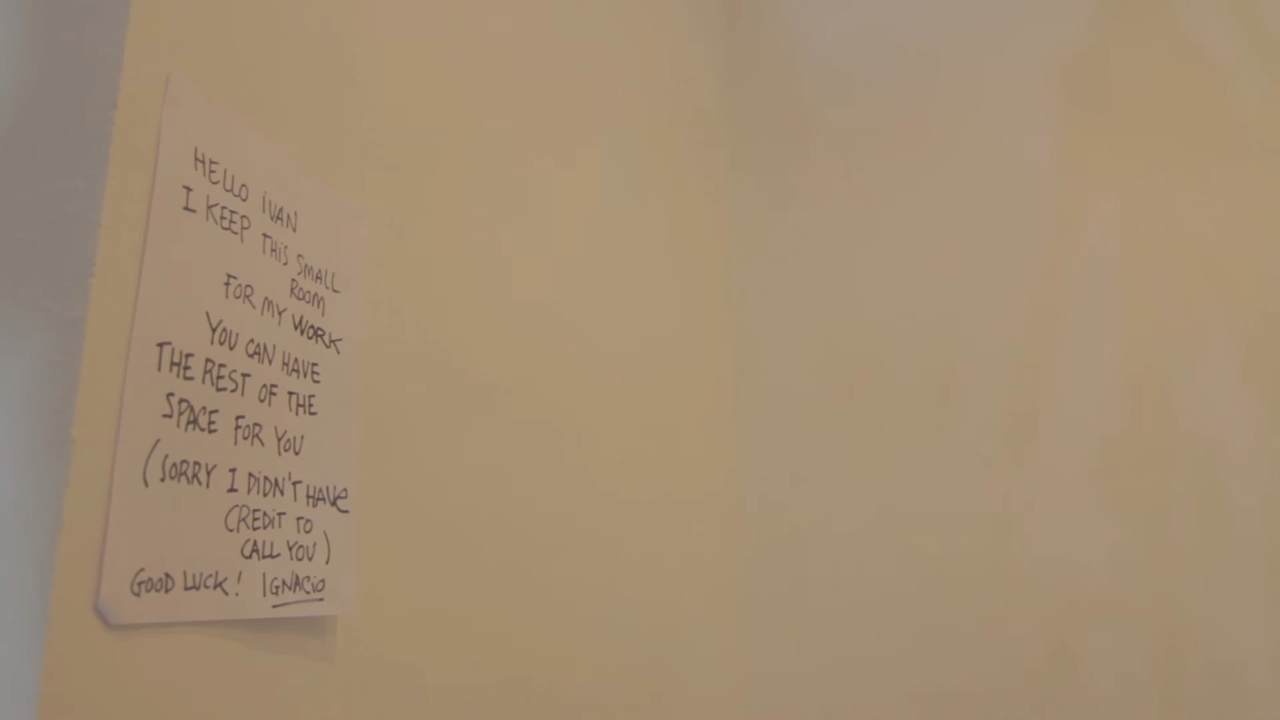 HELLO iVAN
I KEEP THiS SMALL
ROOM
FOR MY WORK
YOU CAN HAVE
THE REST OF THE
SPACE FOR YOU
(SORRY I DiDN'T HAVE
CREDiT TO
CALL YOU)
GOOD LUCK! IGNACiO